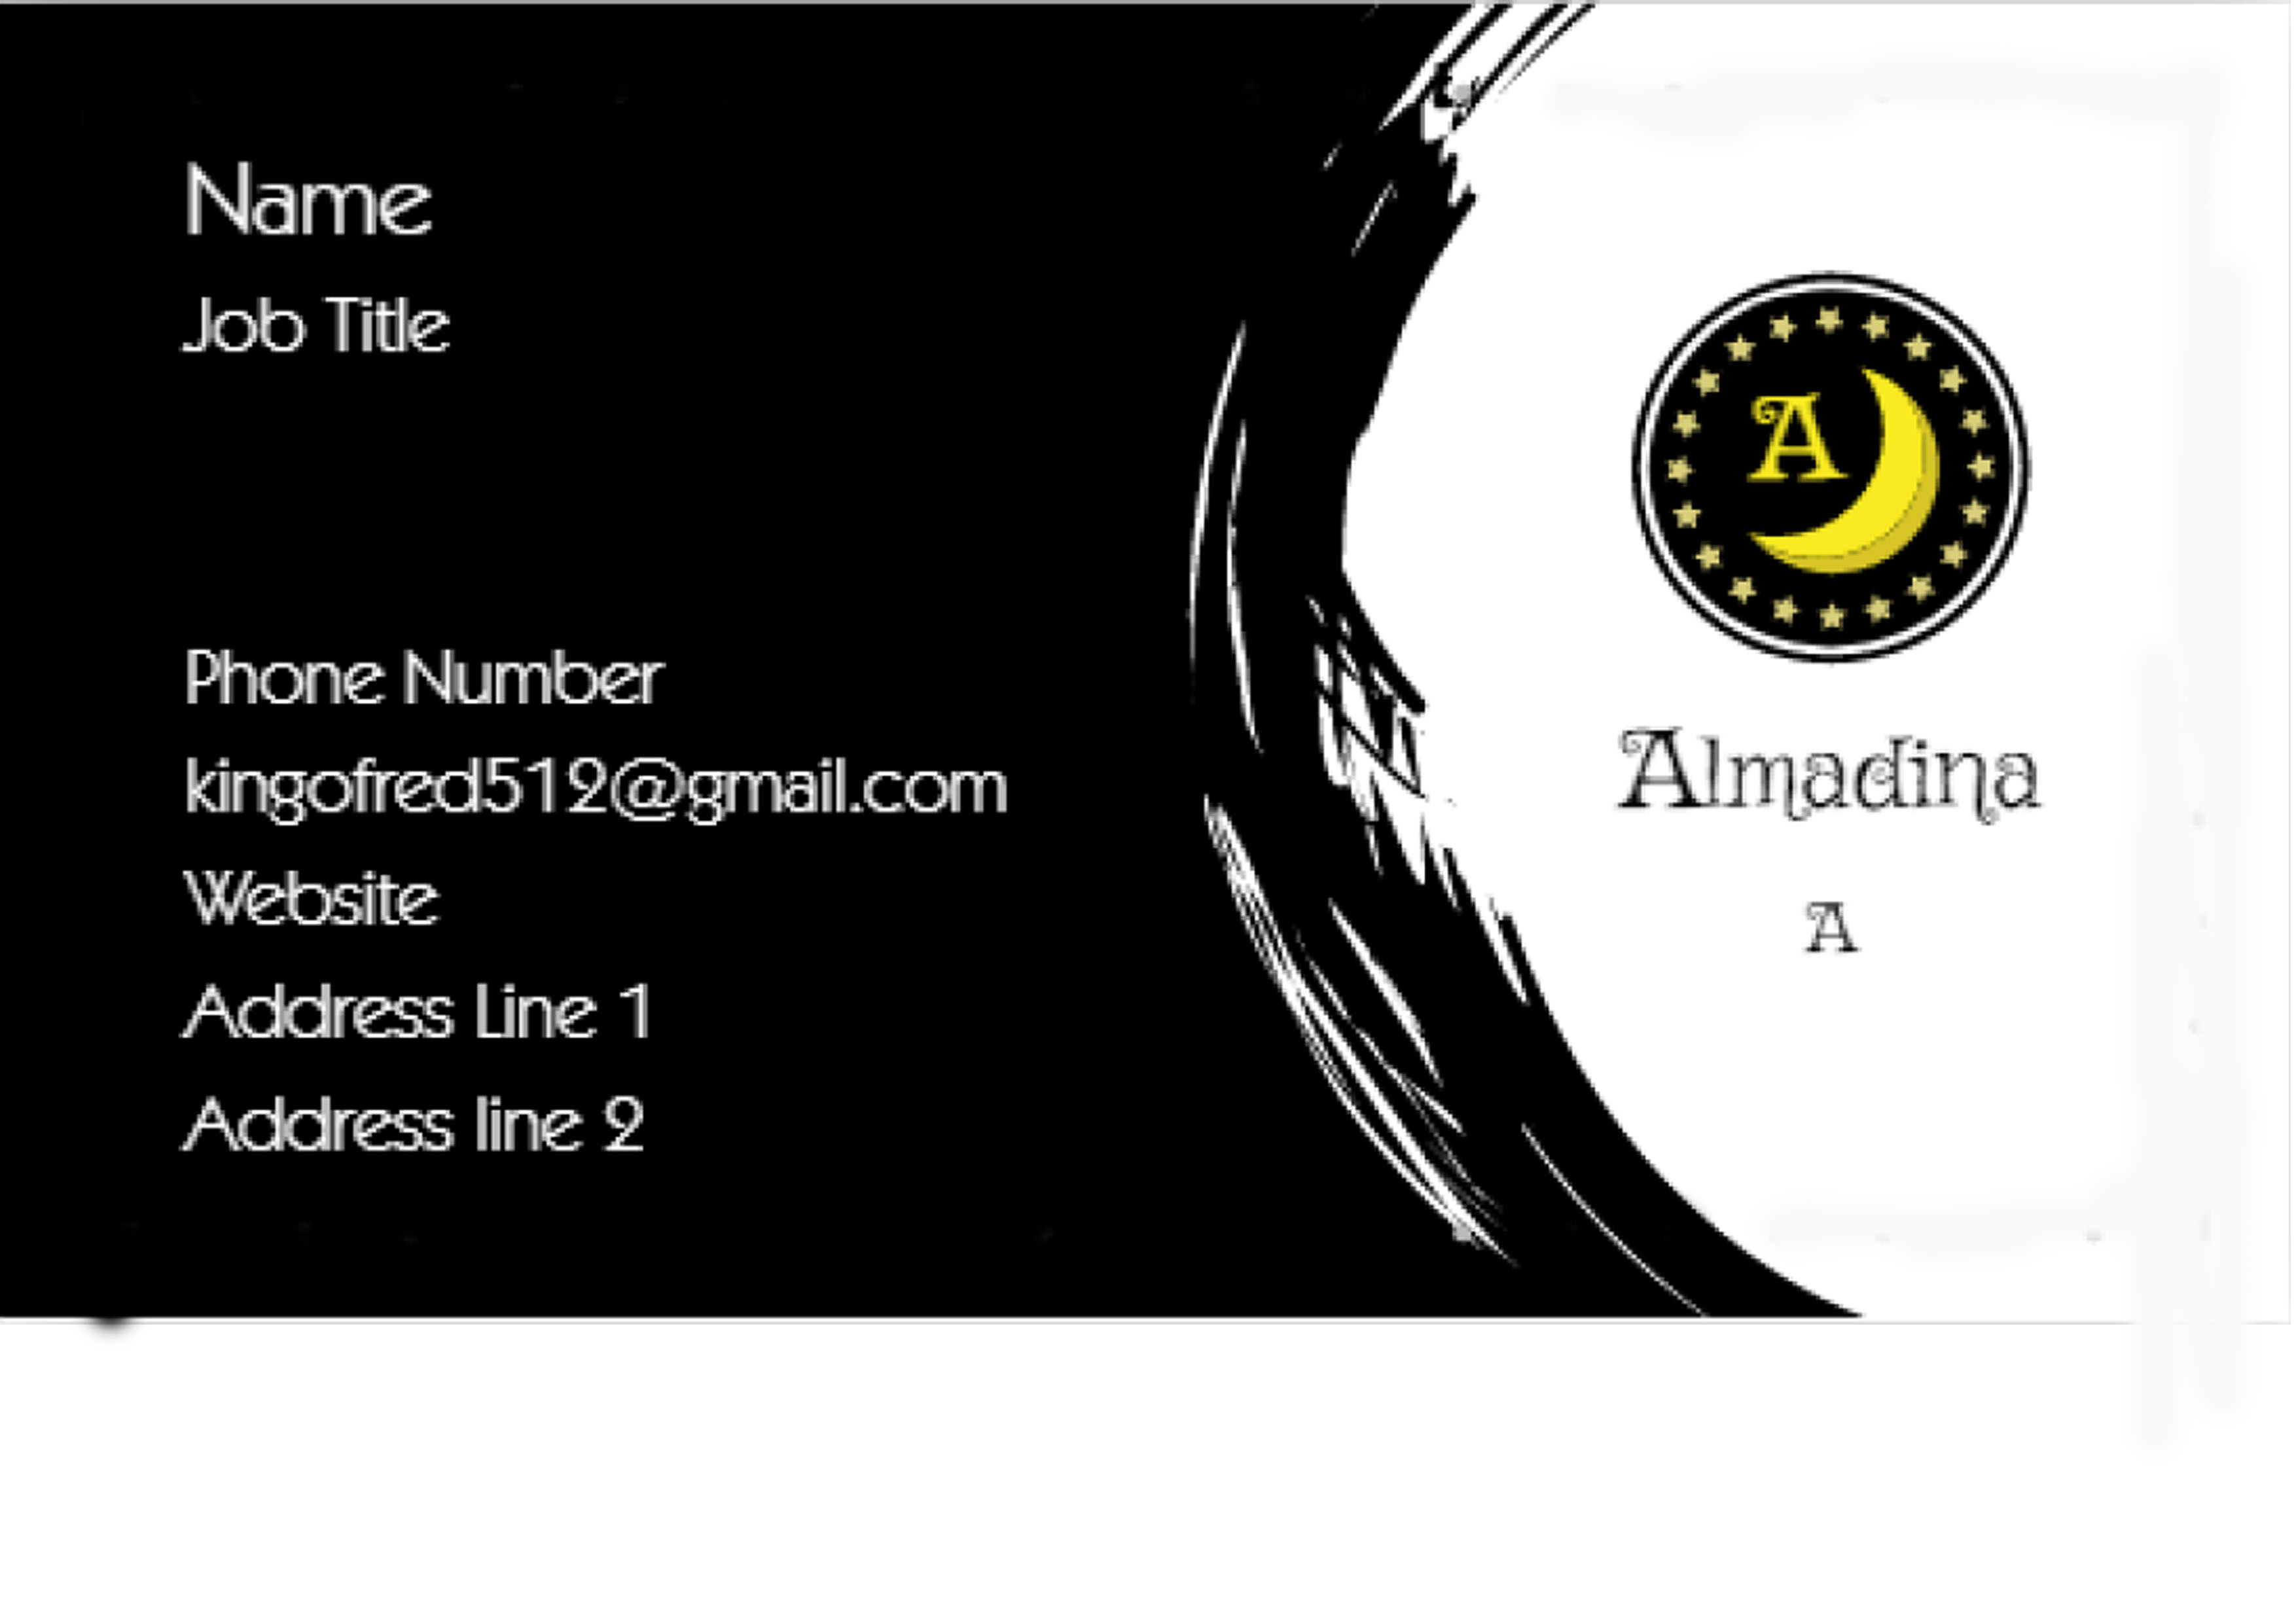 Name
Job Title
Phone Number
kingofred512@gmail.com
Website
Address Line 1
Address line 2
A
Almadina
A